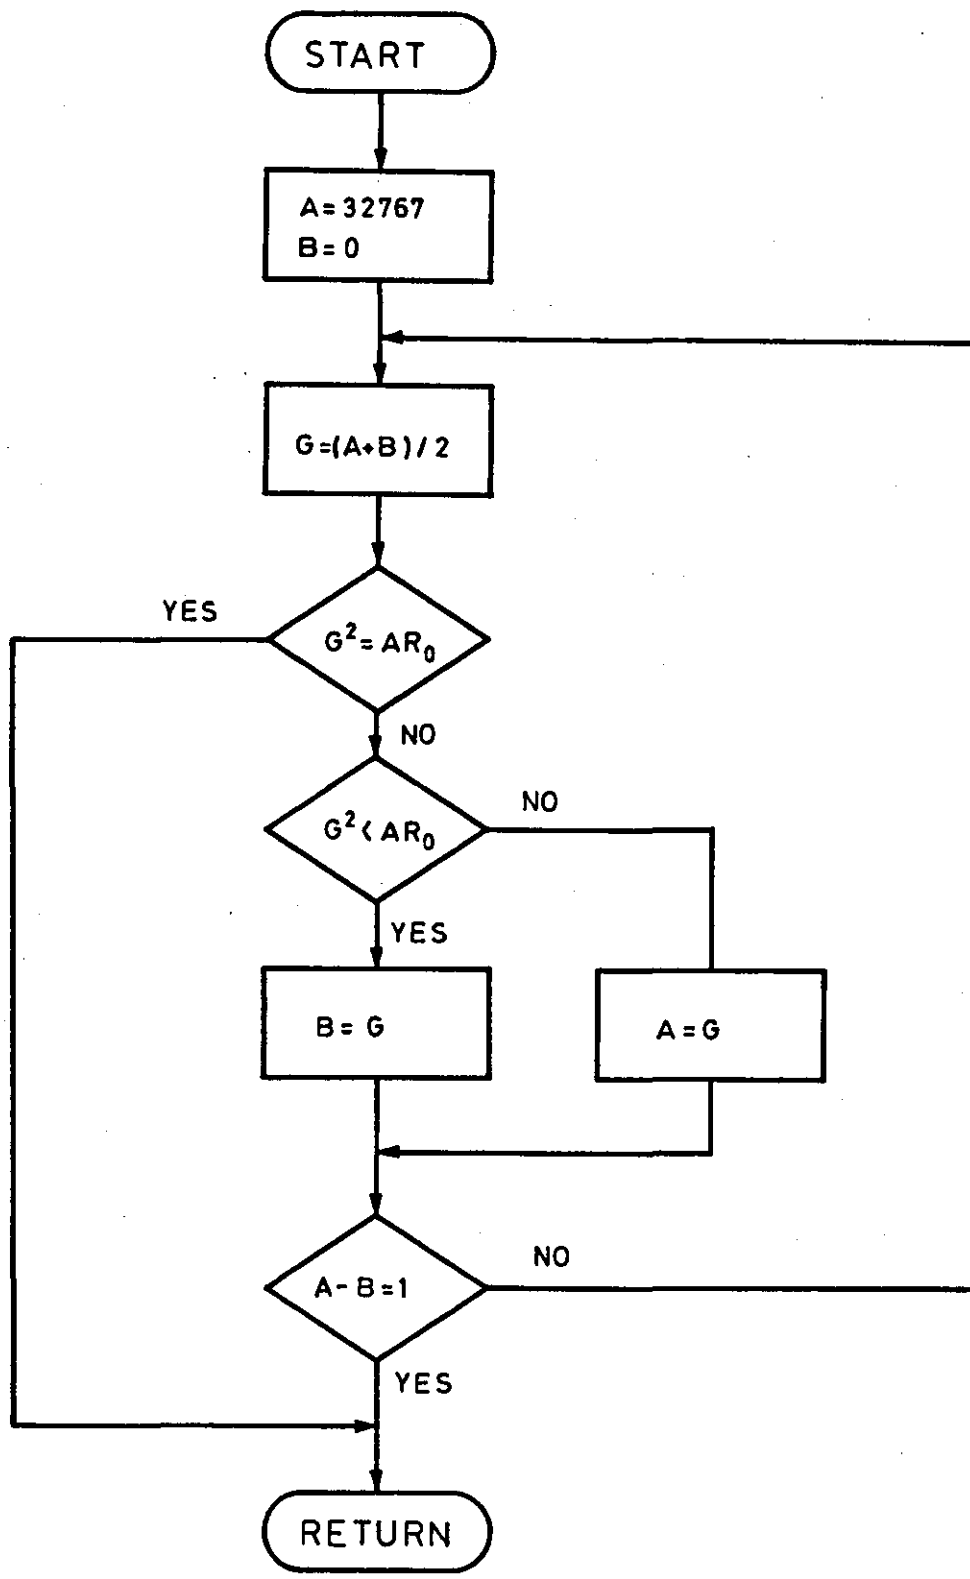 START
A=32767
B=0
G=(A+B)/2
YES
G²=AR₀
NO
G²<AR₀
NO
YES
B=G
A=G
A-B=1
NO
YES
RETURN